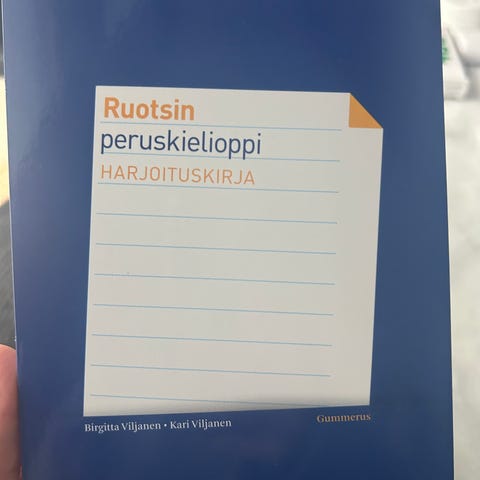 Ruotsin
peruskielioppi
HARJOITUSKIRJA
Birgitta Viljanen • Kari Viljanen
Gummerus